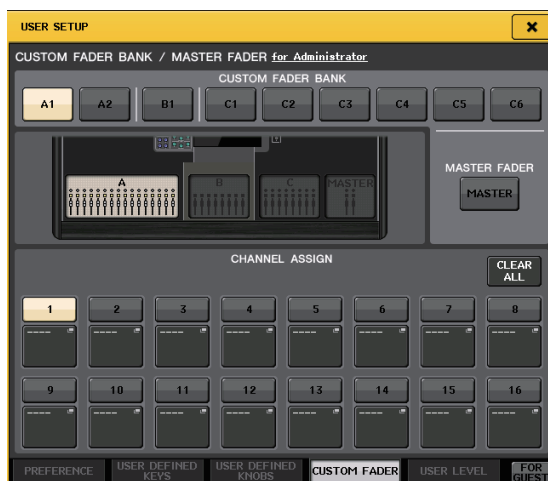 USER SETUP
CUSTOM FADER BANK / MASTER FADER for Administrator
CUSTOM FADER BANK
A1 A2 B1 C1 C2 C3 C4 C5 C6
A B C MASTER
MASTER FADER
MASTER
CHANNEL ASSIGN
CLEAR
ALL
1 2 3 4 5 6 7 8
---- ---- ---- ---- ---- ---- ---- ----
9 10 11 12 13 14 15 16
---- ---- ---- ---- ---- ---- ---- ----
PREFERENCE USER DEFINED KEYS USER DEFINED KNOBS CUSTOM FADER USER LEVEL FOR GUEST